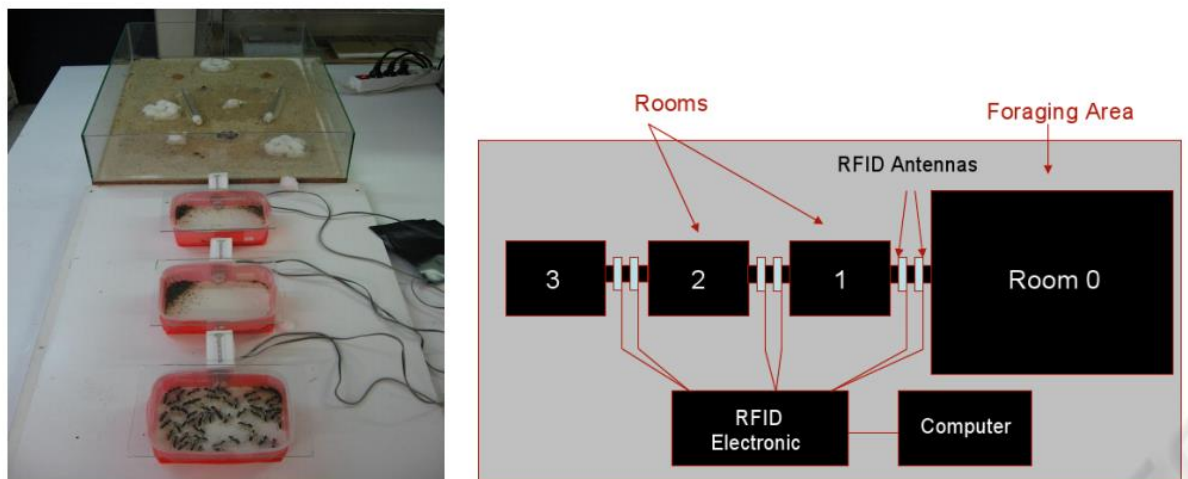 Rooms
Foraging Area
RFID Antennas
3
2
1
Room 0
RFID
Electronic
Computer